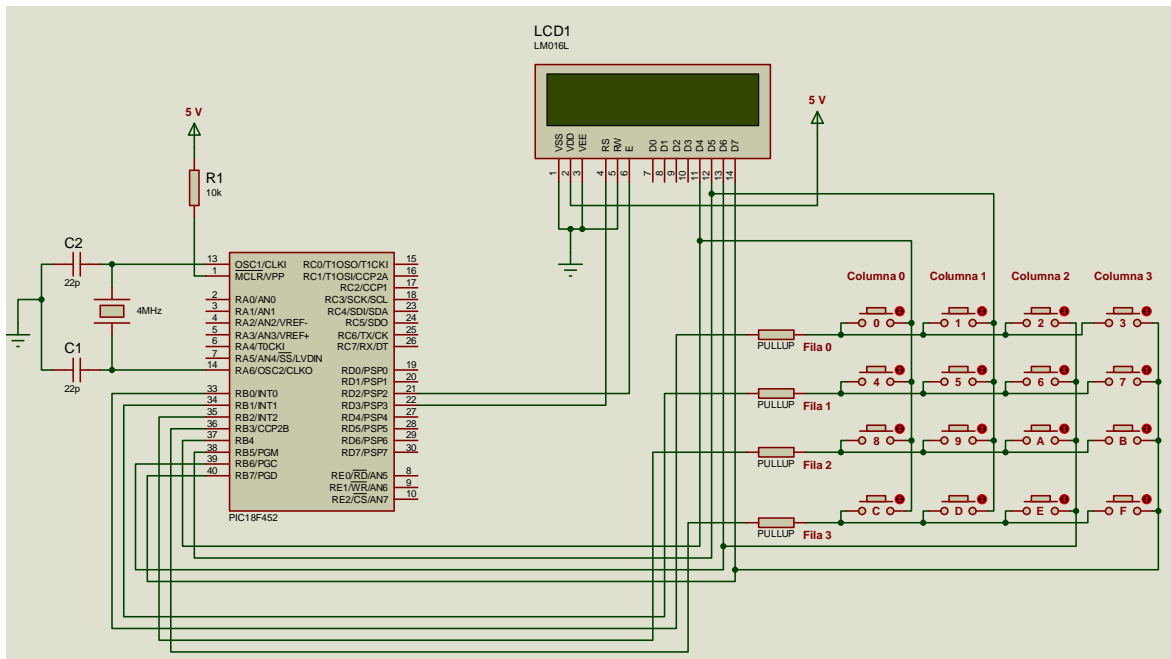 LCD1
LM016L
VSS
VDD
VEE
RS
RW
E
D0
D1
D2
D3
D4
D5
D6
D7
1
2
3
4
5
6
7
8
9
10
11
12
13
14
5 V
5 V
R1
10k
C2
22p
4MHz
C1
22p
13 OSC1/CLKI RC0/T1OSO/T1CKI 15
1 MCLR/VPP RC1/T1OSI/CCP2A 16
RC2/CCP1 17
2 RA0/AN0 RC3/SCK/SCL 18
3 RA1/AN1 RC4/SDI/SDA 23
4 RA2/AN2/VREF- RC5/SDO 24
5 RA3/AN3/VREF+ RC6/TX/CK 25
6 RA4/T0CKI RC7/RX/DT 26
7 RA5/AN4/SS/LVDIN
14 RA6/OSC2/CLKO RD0/PSP0 19
RD1/PSP1 20
33 RB0/INT0 RD2/PSP2 21
34 RB1/INT1 RD3/PSP3 22
35 RB2/INT2 RD4/PSP4 27
36 RB3/CCP2B RD5/PSP5 28
37 RB4 RD6/PSP6 29
38 RB5/PGM RD7/PSP7 30
39 RB6/PGC
40 RB7/PGD RE0/RD/AN5 8
RE1/WR/AN6 9
RE2/CS/AN7 10
PIC18F452
Columna 0 Columna 1 Columna 2 Columna 3
0 1 2 3
PULLUP Fila 0
4 5 6 7
PULLUP Fila 1
8 9 A B
PULLUP Fila 2
C D E F
PULLUP Fila 3